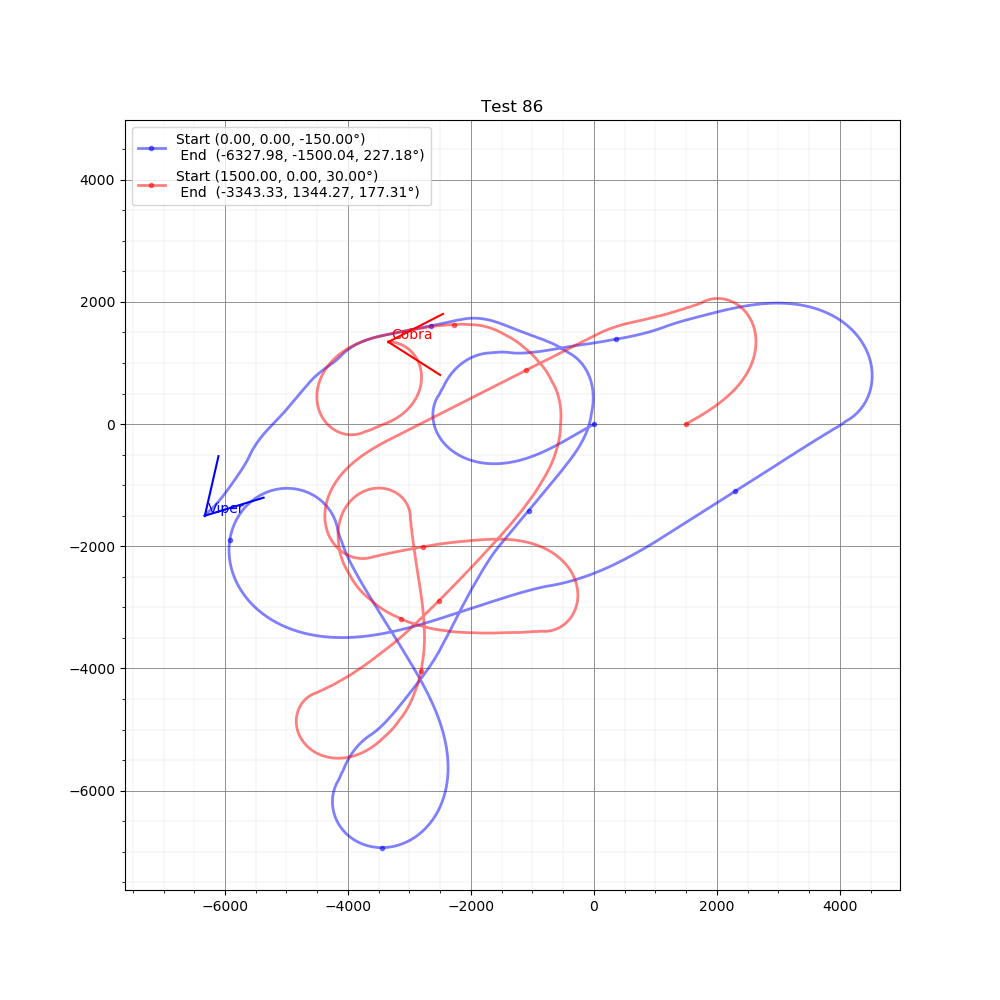 Test 86
Start (0.00, 0.00, -150.00°)
End (-6327.98, -1500.04, 227.18°)
Start (1500.00, 0.00, 30.00°)
End (-3343.33, 1344.27, 177.31°)
4000
2000
0
−2000
−4000
−6000
Cobra
Viper
−6000 −4000 −2000 0 2000 4000